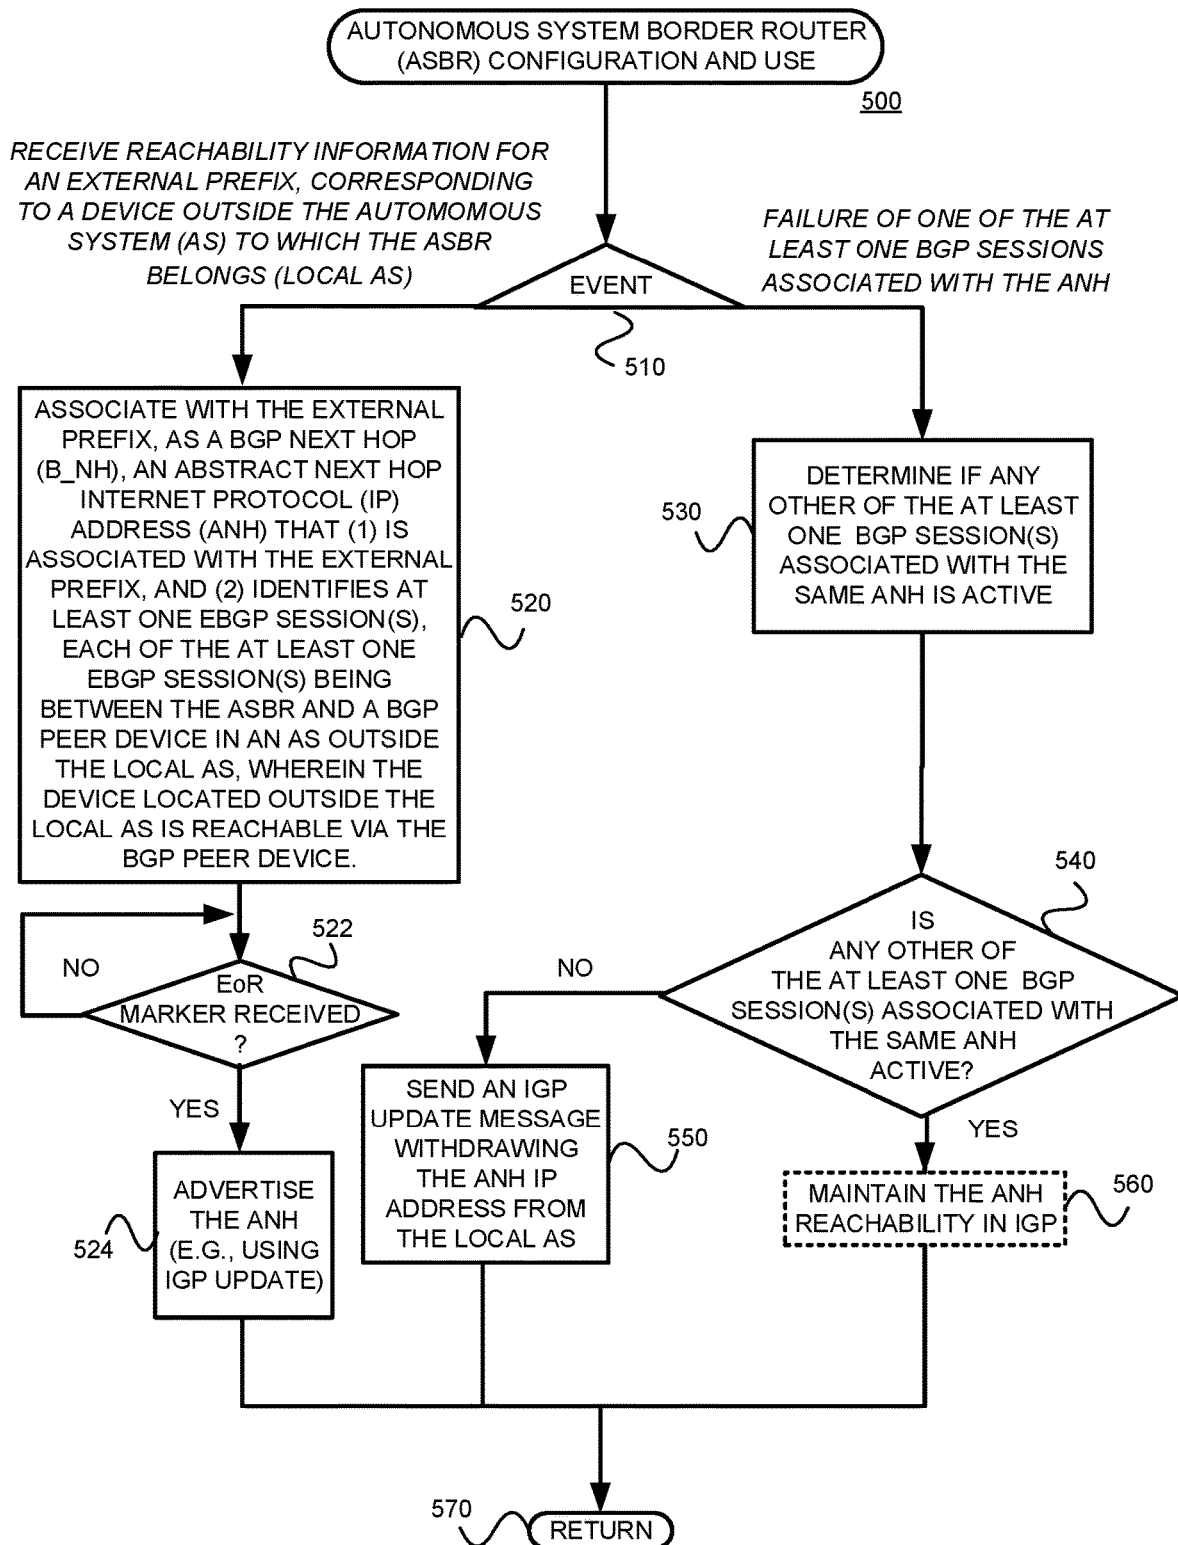 AUTONOMOUS SYSTEM BORDER ROUTER
(ASBR) CONFIGURATION AND USE
500
RECEIVE REACHABILITY INFORMATION FOR
AN EXTERNAL PREFIX, CORRESPONDING
TO A DEVICE OUTSIDE THE AUTOMOMOUS
SYSTEM (AS) TO WHICH THE ASBR
BELONGS (LOCAL AS)
FAILURE OF ONE OF THE AT
LEAST ONE BGP SESSIONS
ASSOCIATED WITH THE ANH
EVENT
510
ASSOCIATE WITH THE EXTERNAL
PREFIX, AS A BGP NEXT HOP
(B_NH), AN ABSTRACT NEXT HOP
INTERNET PROTOCOL (IP)
ADDRESS (ANH) THAT (1) IS
ASSOCIATED WITH THE EXTERNAL
PREFIX, AND (2) IDENTIFIES AT
LEAST ONE EBGP SESSION(S),
EACH OF THE AT LEAST ONE
EBGP SESSION(S) BEING
BETWEEN THE ASBR AND A BGP
PEER DEVICE IN AN AS OUTSIDE
THE LOCAL AS, WHEREIN THE
DEVICE LOCATED OUTSIDE THE
LOCAL AS IS REACHABLE VIA THE
BGP PEER DEVICE.
520
DETERMINE IF ANY
OTHER OF THE AT LEAST
ONE BGP SESSION(S)
ASSOCIATED WITH THE
SAME ANH IS ACTIVE
530
EoR
MARKER RECEIVED
?
522
NO
YES
ADVERTISE
THE ANH
(E.G., USING
IGP UPDATE)
524
IS
ANY OTHER OF
THE AT LEAST ONE BGP
SESSION(S) ASSOCIATED WITH
THE SAME ANH
ACTIVE?
540
NO
YES
SEND AN IGP
UPDATE MESSAGE
WITHDRAWING
THE ANH IP
ADDRESS FROM
THE LOCAL AS
550
MAINTAIN THE ANH
REACHABILITY IN IGP
560
570
RETURN